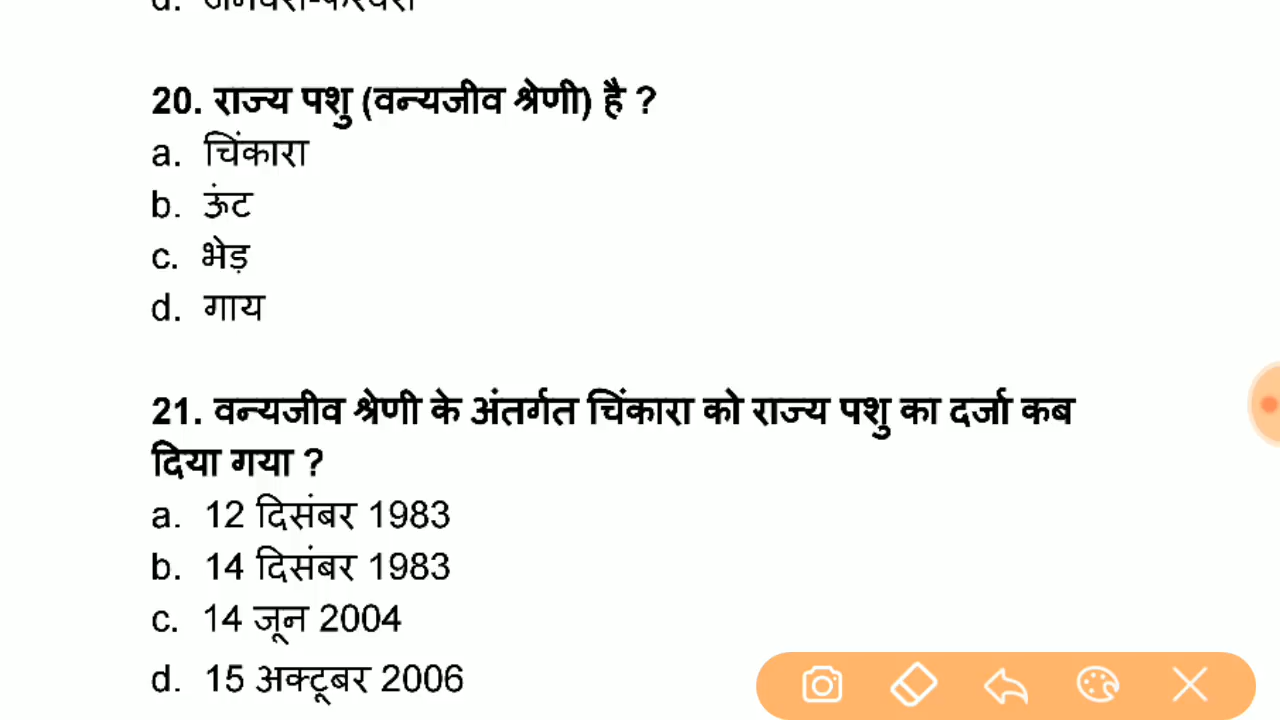 20. राज्य पशु (वन्यजीव श्रेणी) है ?
a. चिंकारा
b. ऊंट
c. भेड़
d. गाय
21. वन्यजीव श्रेणी के अंतर्गत चिंकारा को राज्य पशु का दर्जा कब
दिया गया ?
a. 12 दिसंबर 1983
b. 14 दिसंबर 1983
c. 14 जून 2004
d. 15 अक्टूबर 2006